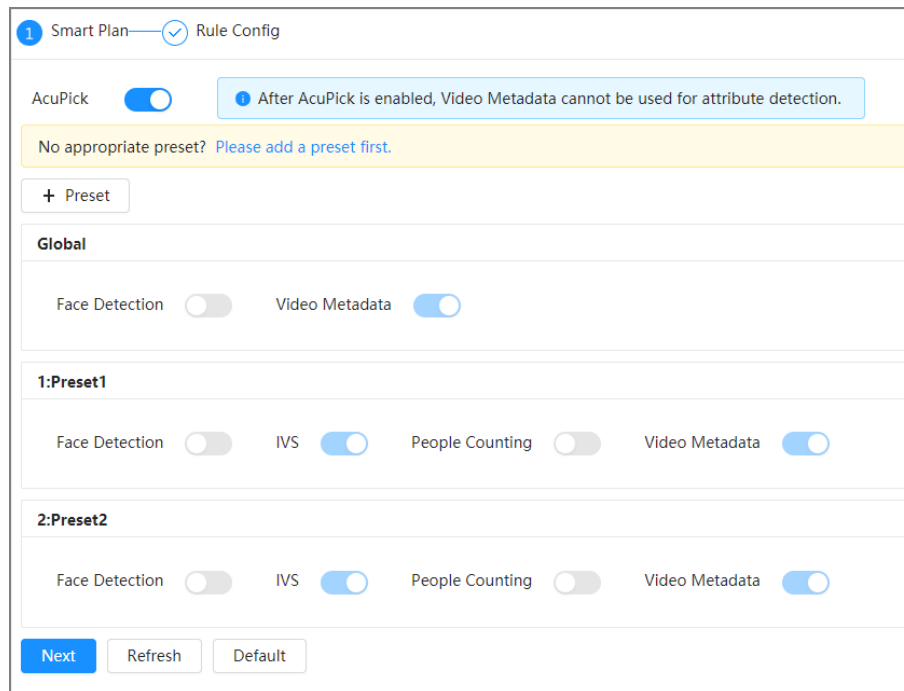 1 Smart Plan Rule Config
AcuPick After AcuPick is enabled, Video Metadata cannot be used for attribute detection.
No appropriate preset? Please add a preset first.
+ Preset
Global
Face Detection Video Metadata
1:Preset1
Face Detection IVS People Counting Video Metadata
2:Preset2
Face Detection IVS People Counting Video Metadata
Next Refresh Default